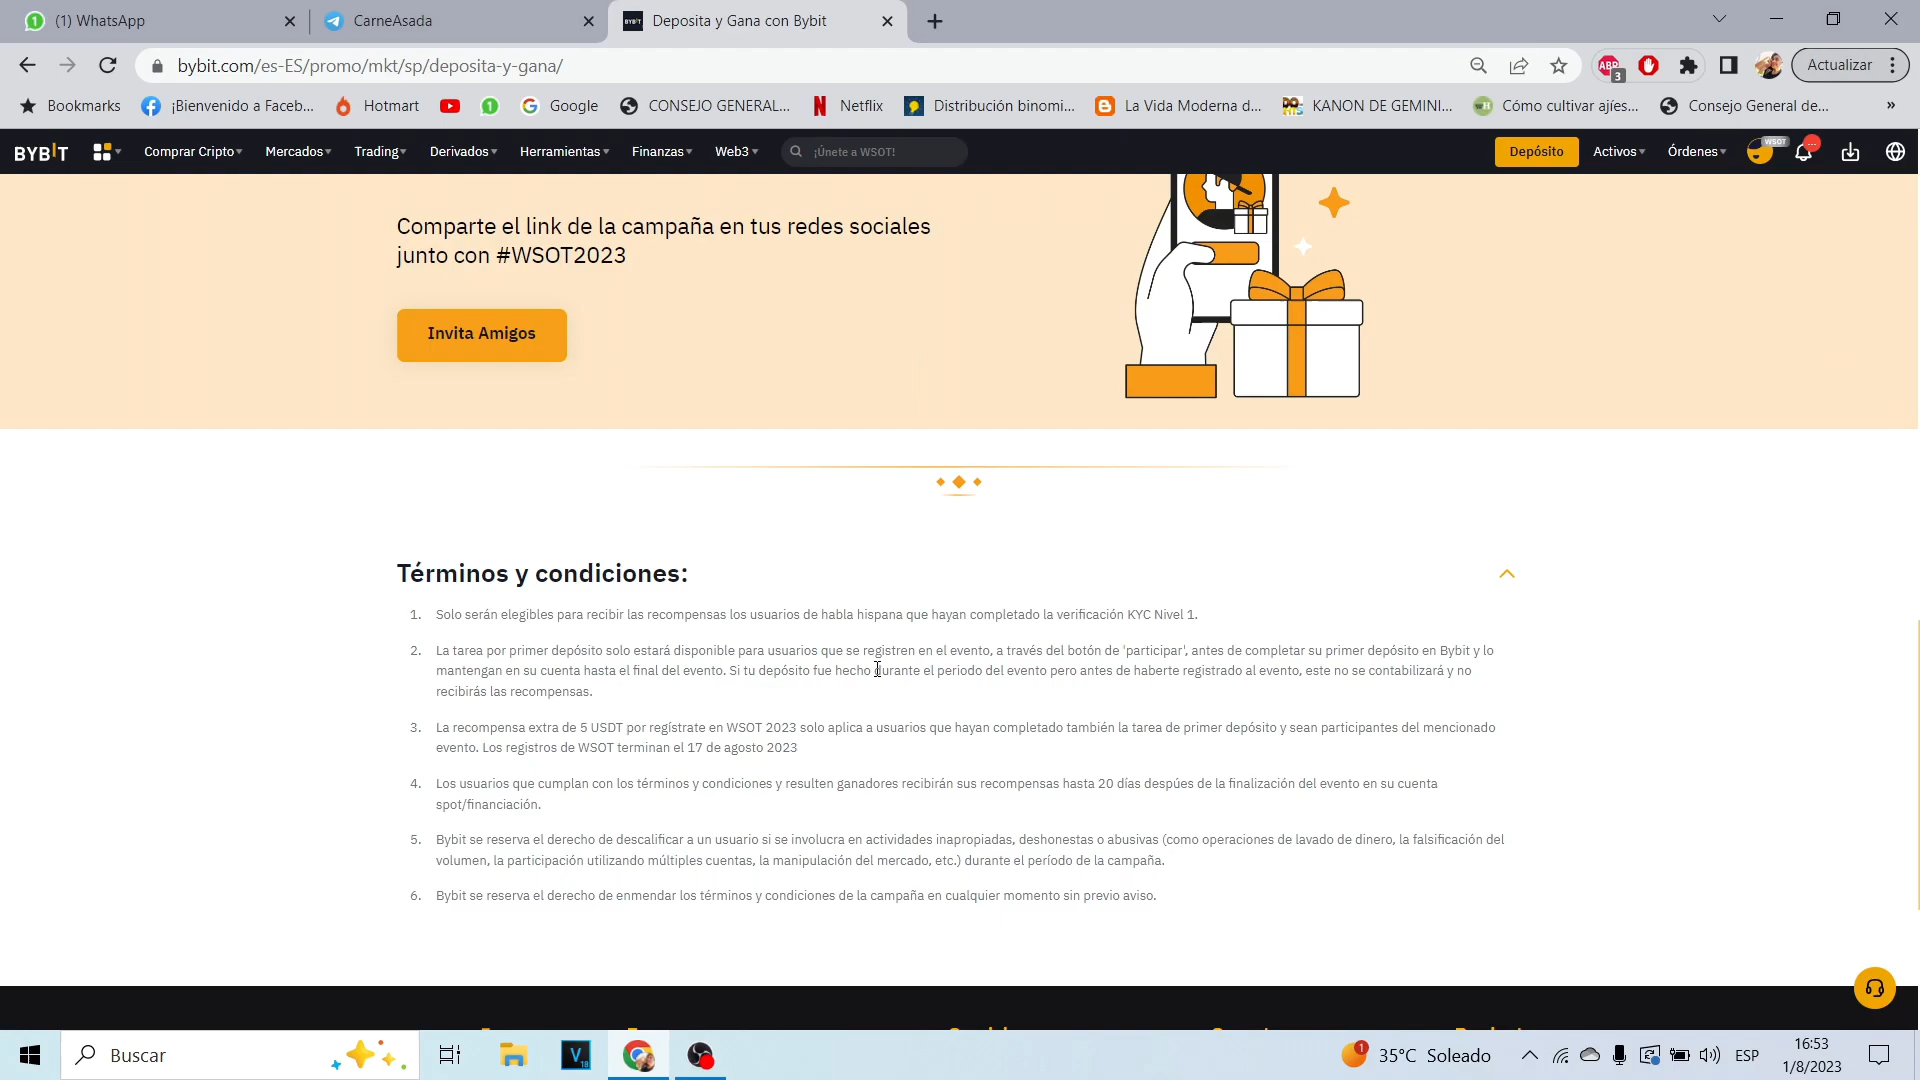 (1) WhatsApp
CarneAsada
BYBIT
Deposita y Gana con Bybit
bybit.com/es-ES/promo/mkt/sp/deposita-y-gana/
ABP
3
Actualizar
Bookmarks
¡Bienvenido a Faceb...
Hotmart
Google
CONSEJO GENERAL...
Netflix
Distribución binomi...
La Vida Moderna d...
KANON DE GEMINI...
Cómo cultivar ajíes...
Consejo General de...
»
BYBIT
Comprar Cripto
Mercados
Trading
Derivados
Herramientas
Finanzas
Web3
¡Únete a WSOT!
Depósito
Activos
Órdenes
WSOT
...
Comparte el link de la campaña en tus redes sociales
junto con #WSOT2023
Invita Amigos
Términos y condiciones:
1. Solo serán elegibles para recibir las recompensas los usuarios de habla hispana que hayan completado la verificación KYC Nivel 1.
2. La tarea por primer depósito solo estará disponible para usuarios que se registren en el evento, a través del botón de 'participar', antes de completar su primer depósito en Bybit y lo
mantengan en su cuenta hasta el final del evento. Si tu depósito fue hecho durante el periodo del evento pero antes de haberte registrado al evento, este no se contabilizará y no
recibirás las recompensas.
3. La recompensa extra de 5 USDT por regístrate en WSOT 2023 solo aplica a usuarios que hayan completado también la tarea de primer depósito y sean participantes del mencionado
evento. Los registros de WSOT terminan el 17 de agosto 2023
4. Los usuarios que cumplan con los términos y condiciones y resulten ganadores recibirán sus recompensas hasta 20 días despúes de la finalización del evento en su cuenta
spot/financiación.
5. Bybit se reserva el derecho de descalificar a un usuario si se involucra en actividades inapropiadas, deshonestas o abusivas (como operaciones de lavado de dinero, la falsificación del
volumen, la participación utilizando múltiples cuentas, la manipulación del mercado, etc.) durante el período de la campaña.
6. Bybit se reserva el derecho de enmendar los términos y condiciones de la campaña en cualquier momento sin previo aviso.
Buscar
1
35°C Soleado
ESP
16:53
1/8/2023